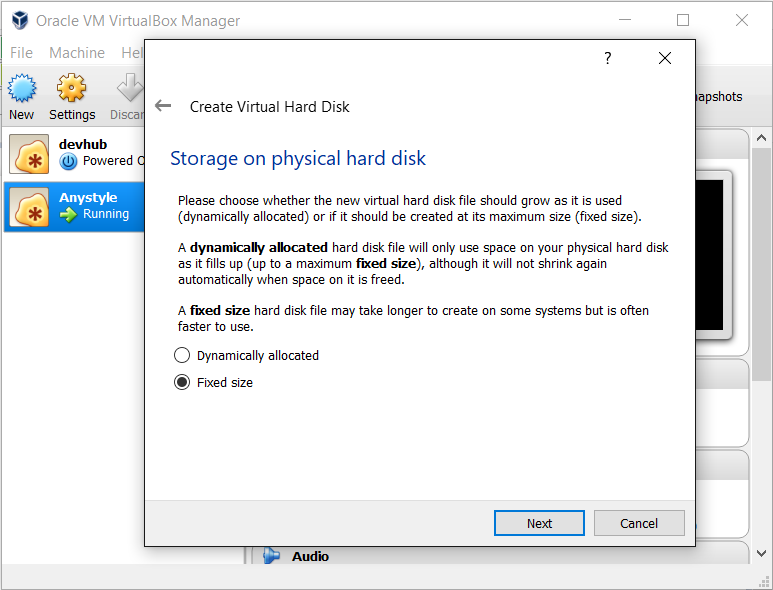 Oracle VM VirtualBox Manager
File Machine Hel
New Settings Discar
apshots
devhub
Powered O
Anystyle
Running
?
Create Virtual Hard Disk
Storage on physical hard disk
Please choose whether the new virtual hard disk file should grow as it is used
(dynamically allocated) or if it should be created at its maximum size (fixed size).
A dynamically allocated hard disk file will only use space on your physical hard disk
as it fills up (up to a maximum fixed size), although it will not shrink again
automatically when space on it is freed.
A fixed size hard disk file may take longer to create on some systems but is often
faster to use.
Dynamically allocated
Fixed size
Next Cancel
Audio